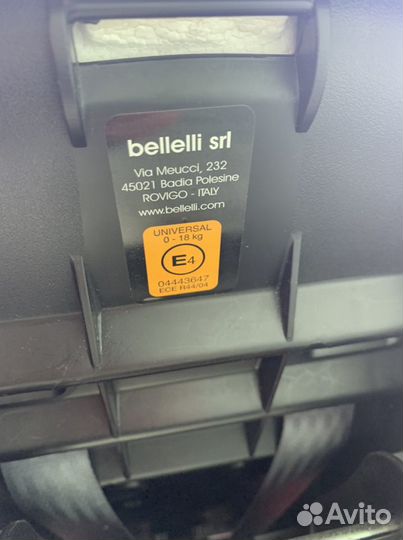 bellelli srl
Via Meucci, 232
45021 Badia Polesine
ROVIGO - ITALY
www.bellelli.com
UNIVERSAL
0 - 18 kg
E4
04443647
ECE R44/04
Avito